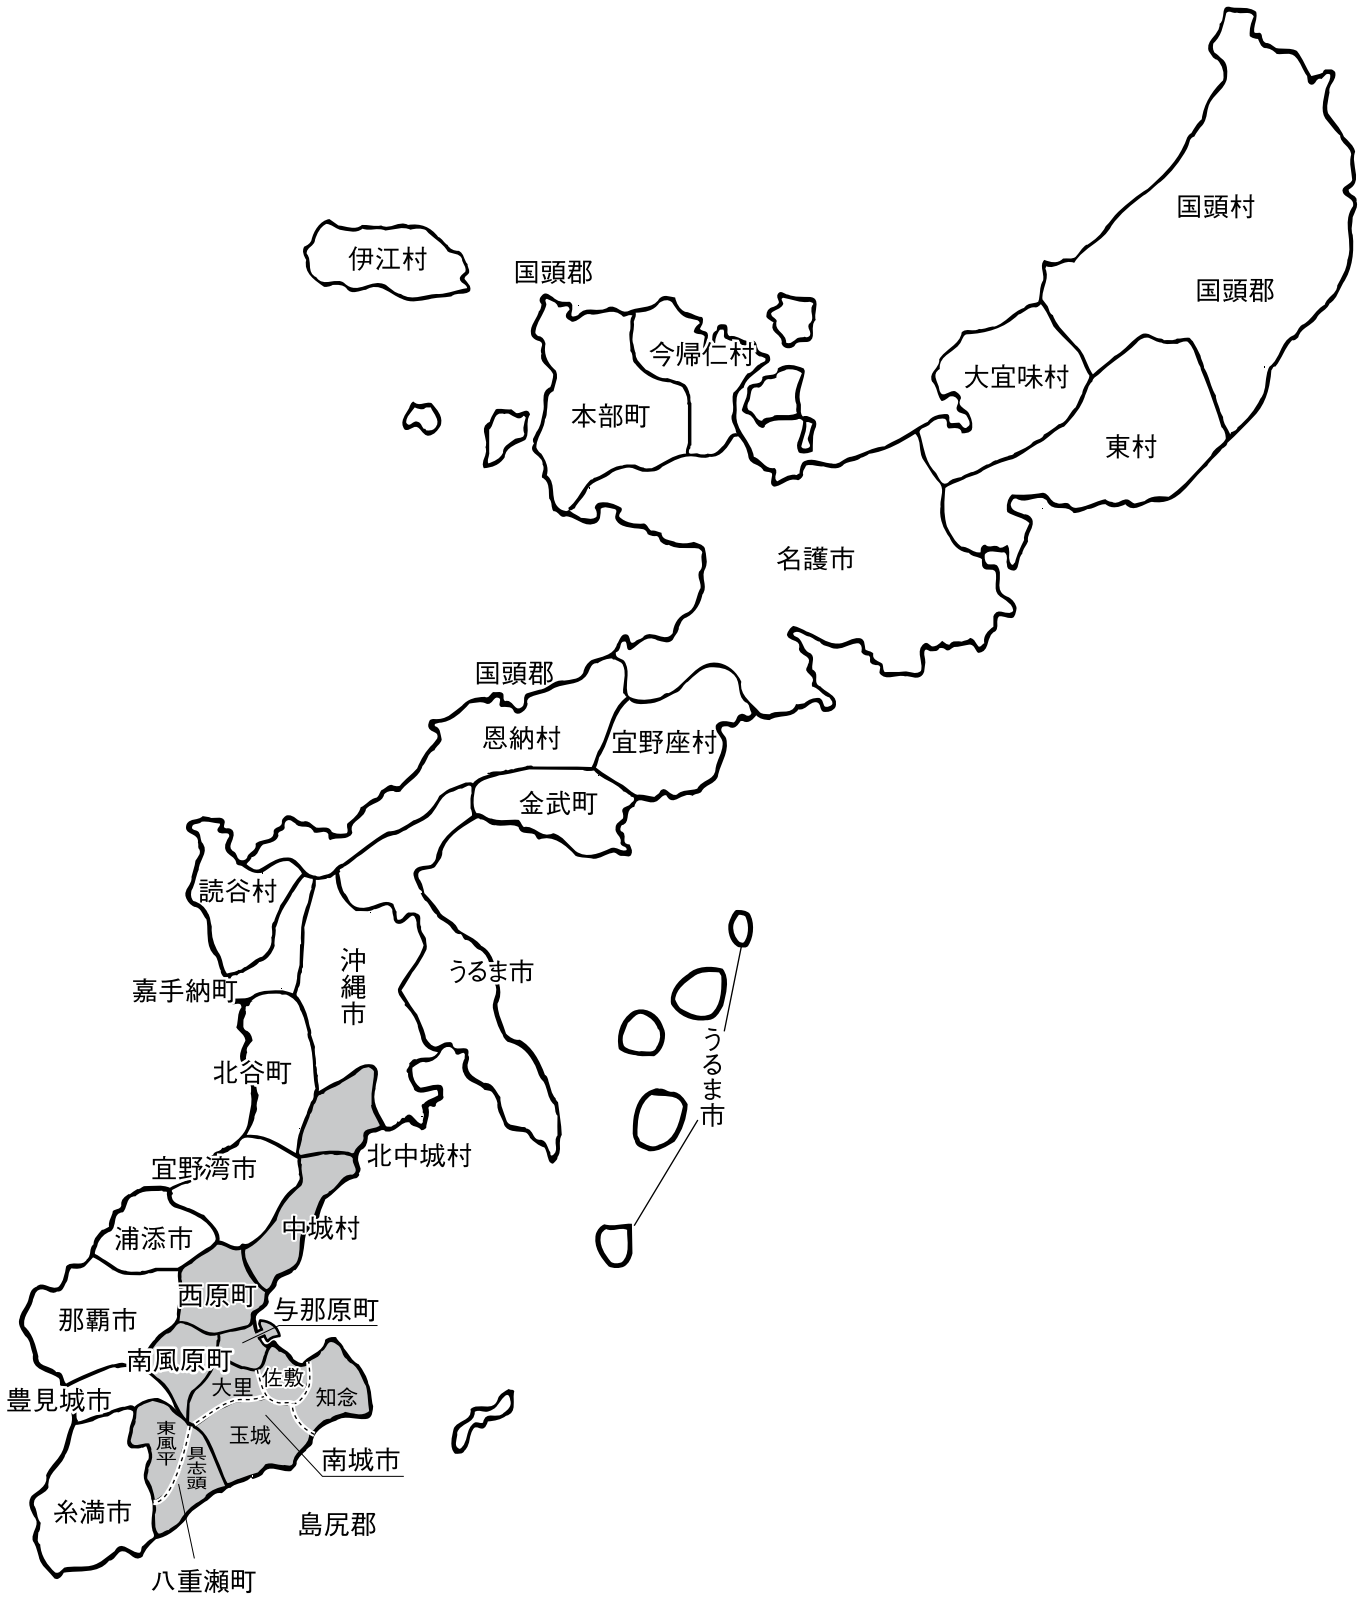 国頭村
伊江村
国頭郡
国頭郡
今帰仁村
大宜味村
本部町
東村
名護市
国頭郡
恩納村
宜野座村
金武町
読谷村
沖縄市
うるま市
嘉手納町
うるま市
北谷町
北中城村
宜野湾市
中城村
浦添市
西原町
与那原町
那覇市
南風原町
佐敷
大里
知念
豊見城市
東風平
玉城
具志頭
南城市
糸満市
島尻郡
八重瀬町